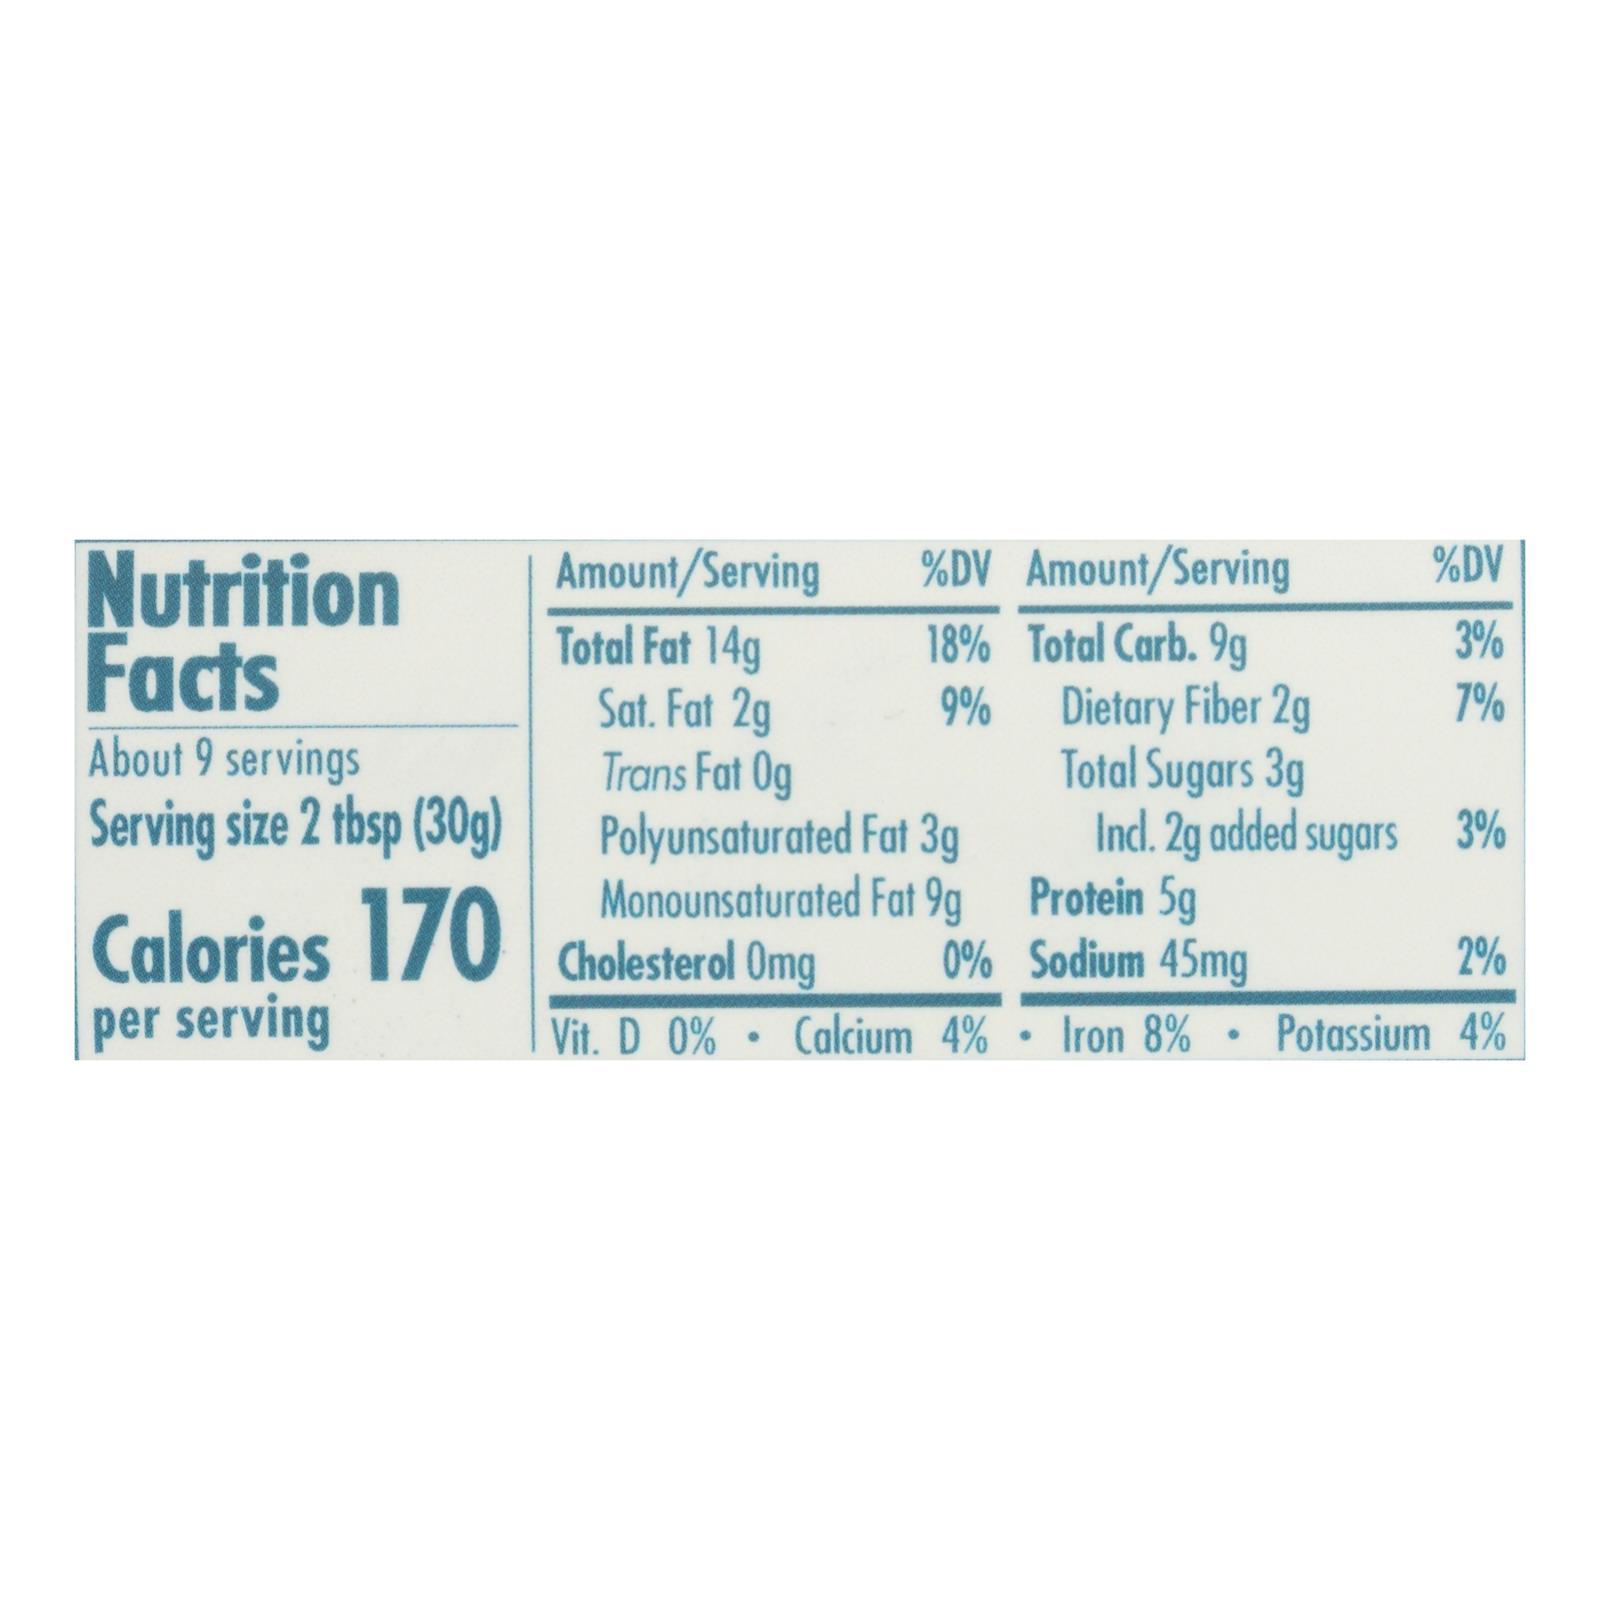 Nutrition
Facts
About 9 servings
Serving size 2 tbsp (30g)
Calories 170
per serving
Amount/Serving %DV
Total Fat 14g 18%
Sat. Fat 2g 9%
Trans Fat 0g
Polyunsaturated Fat 3g
Monounsaturated Fat 9g
Cholesterol 0mg 0%
Amount/Serving %DV
Total Carb. 9g 3%
Dietary Fiber 2g 7%
Total Sugars 3g
Incl. 2g added sugars 3%
Protein 5g
Sodium 45mg 2%
Vit. D 0% • Calcium 4% • Iron 8% • Potassium 4%